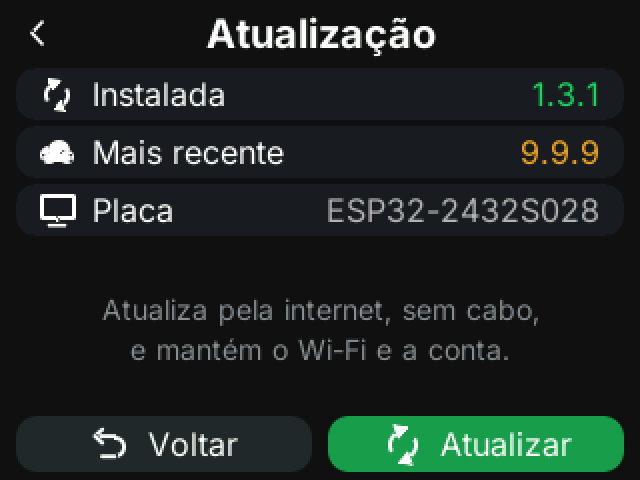 Atualização
Instalada 1.3.1
Mais recente 9.9.9
Placa ESP32-2432S028
Atualiza pela internet, sem cabo,
e mantém o Wi-Fi e a conta.
Voltar Atualizar